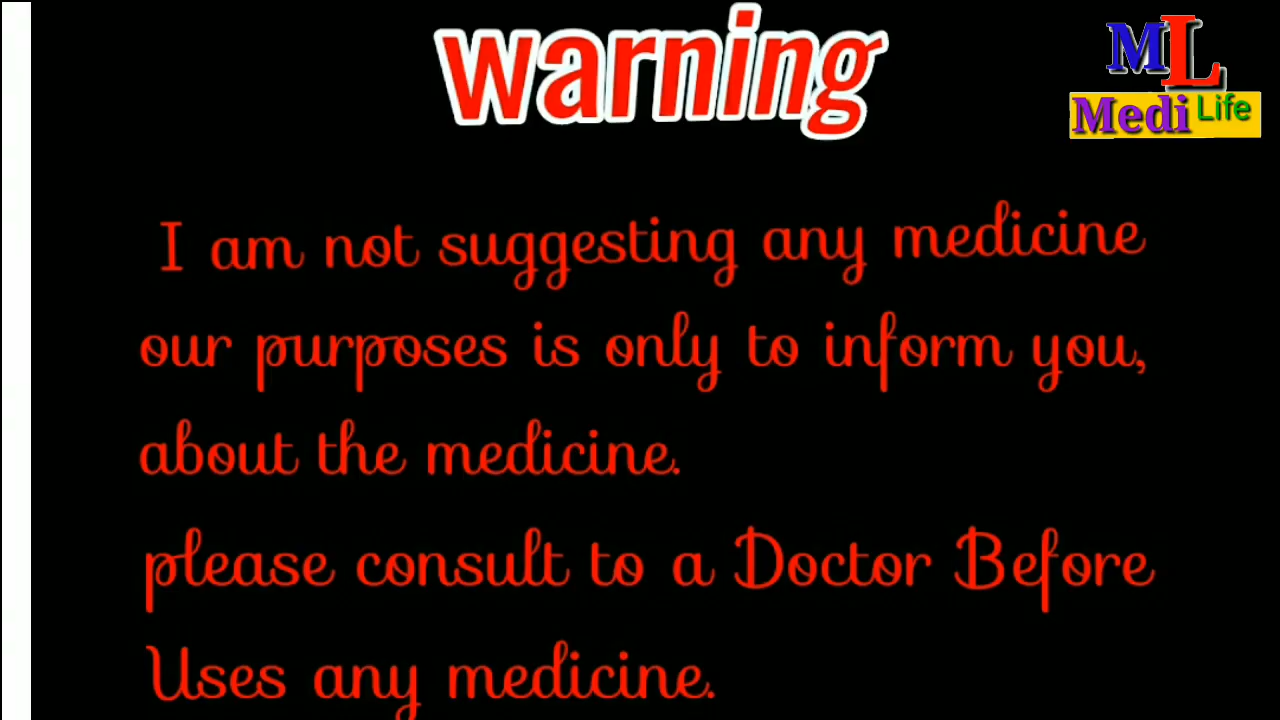 warning
ML
Medi Life
I am not suggesting any medicine
our purposes is only to inform you,
about the medicine.
please consult to a Doctor Before
Uses any medicine.